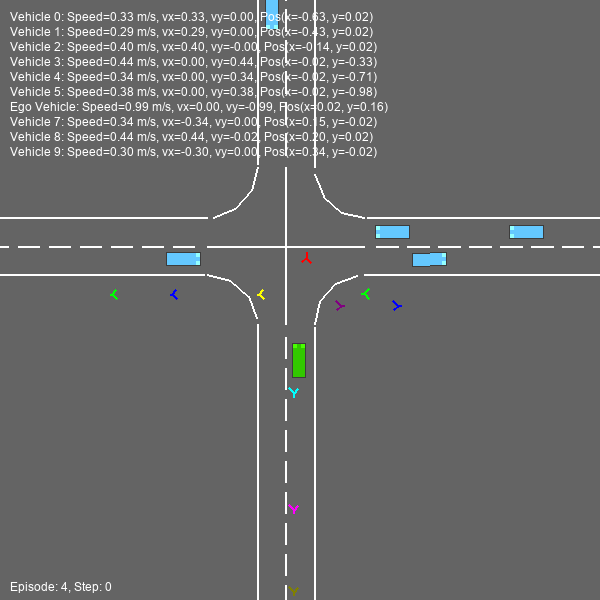 Vehicle 0: Speed=0.33 m/s, vx=0.33, vy=0.00, Pos(x=-0.63, y=0.02)
Vehicle 1: Speed=0.29 m/s, vx=0.29, vy=0.00, Pos(x=-0.43, y=0.02)
Vehicle 2: Speed=0.40 m/s, vx=0.40, vy=-0.00, Pos(x=-0.14, y=0.02)
Vehicle 3: Speed=0.44 m/s, vx=0.00, vy=0.44, Pos(x=-0.02, y=-0.33)
Vehicle 4: Speed=0.34 m/s, vx=0.00, vy=0.34, Pos(x=-0.02, y=-0.71)
Vehicle 5: Speed=0.38 m/s, vx=0.00, vy=0.38, Pos(x=-0.02, y=-0.98)
Ego Vehicle: Speed=0.99 m/s, vx=0.00, vy=-0.99, Pos(x=0.02, y=0.16)
Vehicle 7: Speed=0.34 m/s, vx=-0.34, vy=0.00, Pos(x=0.15, y=-0.02)
Vehicle 8: Speed=0.44 m/s, vx=0.44, vy=-0.02, Pos(x=0.20, y=0.02)
Vehicle 9: Speed=0.30 m/s, vx=-0.30, vy=0.00, Pos(x=0.34, y=-0.02)
Episode: 4, Step: 0